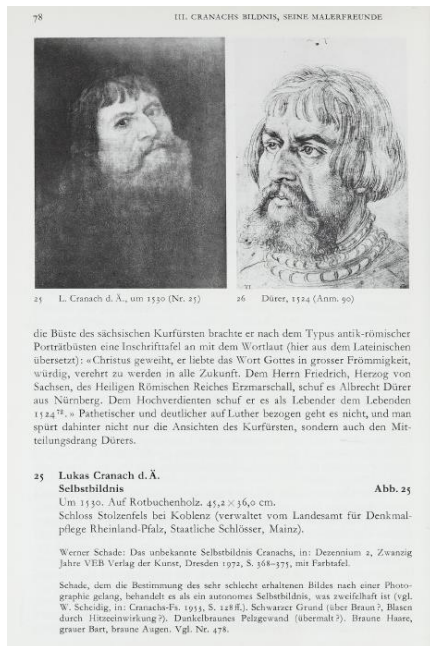 78
III. CRANACHS BILDNIS, SEINE MALERFREUNDE
25 L. Cranach d. Ä., um 1530 (Nr. 25)
26 Dürer, 1524 (Anm. 90)
die Büste des sächsischen Kurfürsten brachte er nach dem Typus antik-römischer
Porträtbüsten eine Inschrifttafel an mit dem Wortlaut (hier aus dem Lateinischen
übersetzt): «Christus geweiht, er liebte das Wort Gottes in grosser Frömmigkeit,
würdig, verehrt zu werden in alle Zukunft. Dem Herrn Friedrich, Herzog von
Sachsen, des Heiligen Römischen Reiches Erzmarschall, schuf es Albrecht Dürer
aus Nürnberg. Dem Hochverdienten schuf er es als Lebender dem Lebenden
1524⁷⁸.» Pathetischer und deutlicher auf Luther bezogen geht es nicht, und man
spürt dahinter nicht nur die Ansichten des Kurfürsten, sondern auch den Mit-
teilungsdrang Dürers.
25 Lukas Cranach d. Ä.
Selbstbildnis Abb. 25
Um 1530. Auf Rotbuchenholz. 45,2 × 36,0 cm.
Schloss Stolzenfels bei Koblenz (verwaltet vom Landesamt für Denkmal-
pflege Rheinland-Pfalz, Staatliche Schlösser, Mainz).
Werner Schade: Das unbekannte Selbstbildnis Cranachs, in: Dezennium 2, Zwanzig
Jahre VEB Verlag der Kunst, Dresden 1972, S. 368–375, mit Farbtafel.
Schade, dem die Bestimmung des sehr schlecht erhaltenen Bildes nach einer Photo-
graphie gelang, behandelt es als ein autonomes Selbstbildnis, was zweifelhaft ist (vgl.
W. Scheidig, in: Cranachs-Fs. 1953, S. 128 ff.). Schwarzer Grund (über Braun?, Blasen
durch Hitzeeinwirkung?). Dunkelbraunes Pelzgewand (übermalt?). Braune Haare,
grauer Bart, braune Augen. Vgl. Nr. 478.